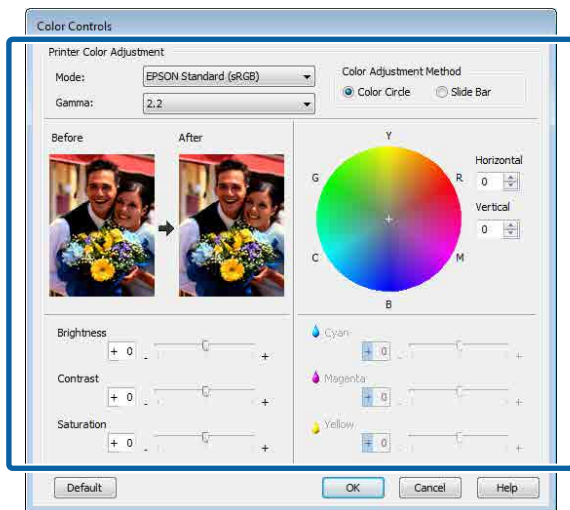 Color Controls
Printer Color Adjustment
Mode: EPSON Standard (sRGB)
Gamma: 2.2
Color Adjustment Method
Color Circle Slide Bar
Before After
Y
G R
C M
B
Horizontal
0
Vertical
0
Brightness
+ 0 - +
Contrast
+ 0 - +
Saturation
+ 0 - +
Cyan
+ 0 - +
Magenta
+ 0 - +
Yellow
+ 0 - +
Default OK Cancel Help